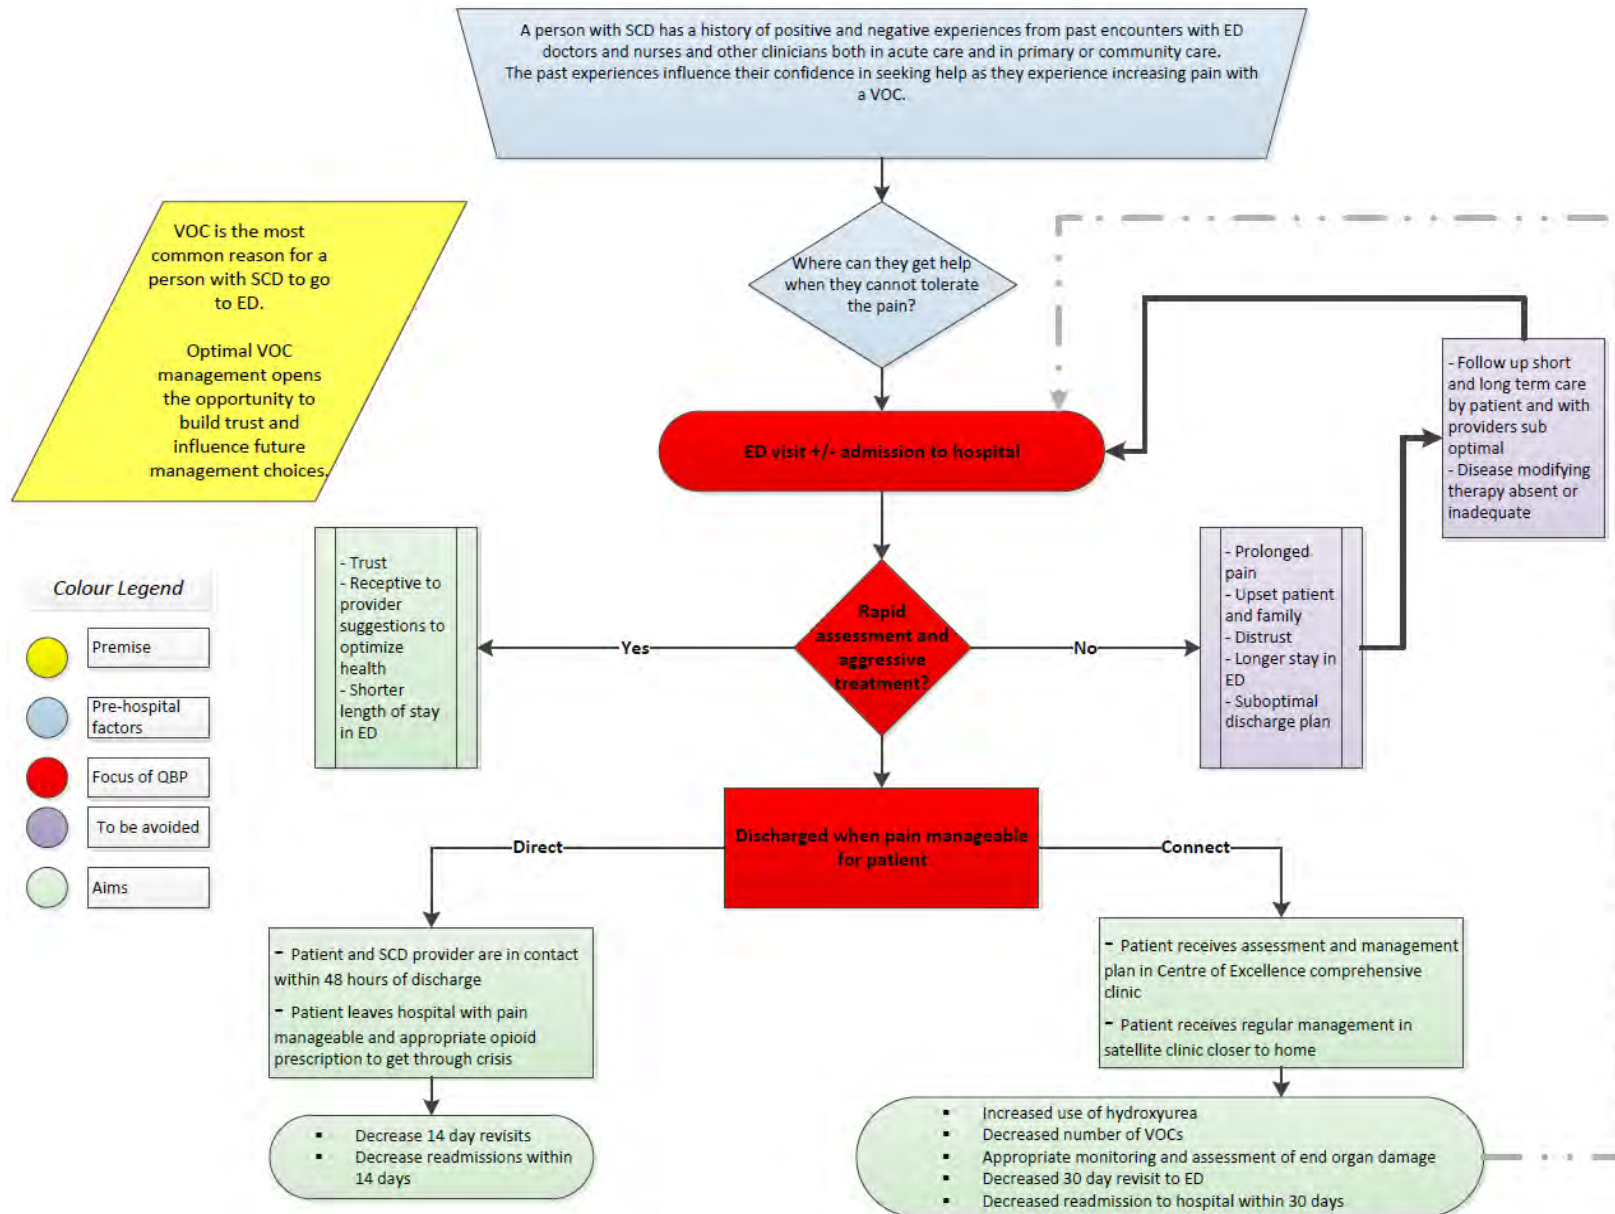 A person with SCD has a history of positive and negative experiences from past encounters with ED
doctors and nurses and other clinicians both in acute care and in primary or community care.
The past experiences influence their confidence in seeking help as they experience increasing pain with
a VOC.
VOC is the most
common reason for a
person with SCD to go
to ED.
Optimal VOC
management opens
the opportunity to
build trust and
influence future
management choices.
Where can they get help
when they cannot tolerate
the pain?
- Follow up short
and long term care
by patient and with
providers sub
optimal
- Disease modifying
therapy absent or
inadequate
ED visit +/- admission to hospital
Colour Legend
Premise
Pre-hospital
factors
Focus of QBP
To be avoided
Aims
- Trust
- Receptive to
provider
suggestions to
optimize
health
- Shorter
length of stay
in ED
Yes
Rapid
assessment and
aggressive
treatment?
No
- Prolonged
pain
- Upset patient
and family
- Distrust
- Longer stay in
ED
- Suboptimal
discharge plan
Direct
Discharged when pain manageable
for patient
Connect
- Patient and SCD provider are in contact
within 48 hours of discharge
- Patient leaves hospital with pain
manageable and appropriate opioid
prescription to get through crisis
- Patient receives assessment and management
plan in Centre of Excellence comprehensive
clinic
- Patient receives regular management in
satellite clinic closer to home
▪ Decrease 14 day revisits
▪ Decrease readmissions within
14 days
▪ Increased use of hydroxyurea
▪ Decreased number of VOCs
▪ Appropriate monitoring and assessment of end organ damage
▪ Decreased 30 day revisit to ED
▪ Decreased readmission to hospital within 30 days